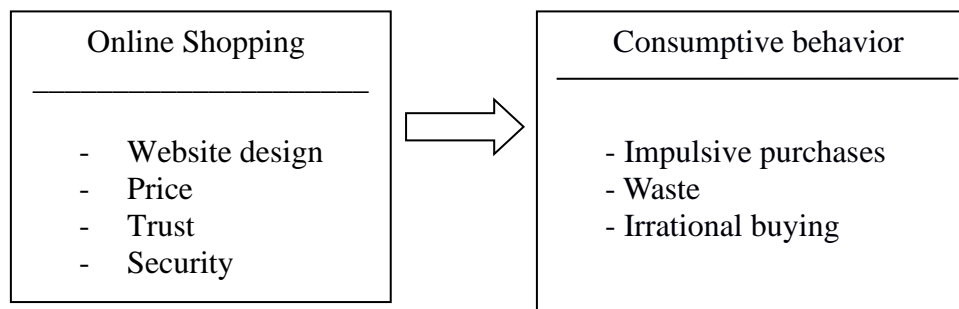 Online Shopping
- Website design
- Price
- Trust
- Security
Consumptive behavior
- Impulsive purchases
- Waste
- Irrational buying